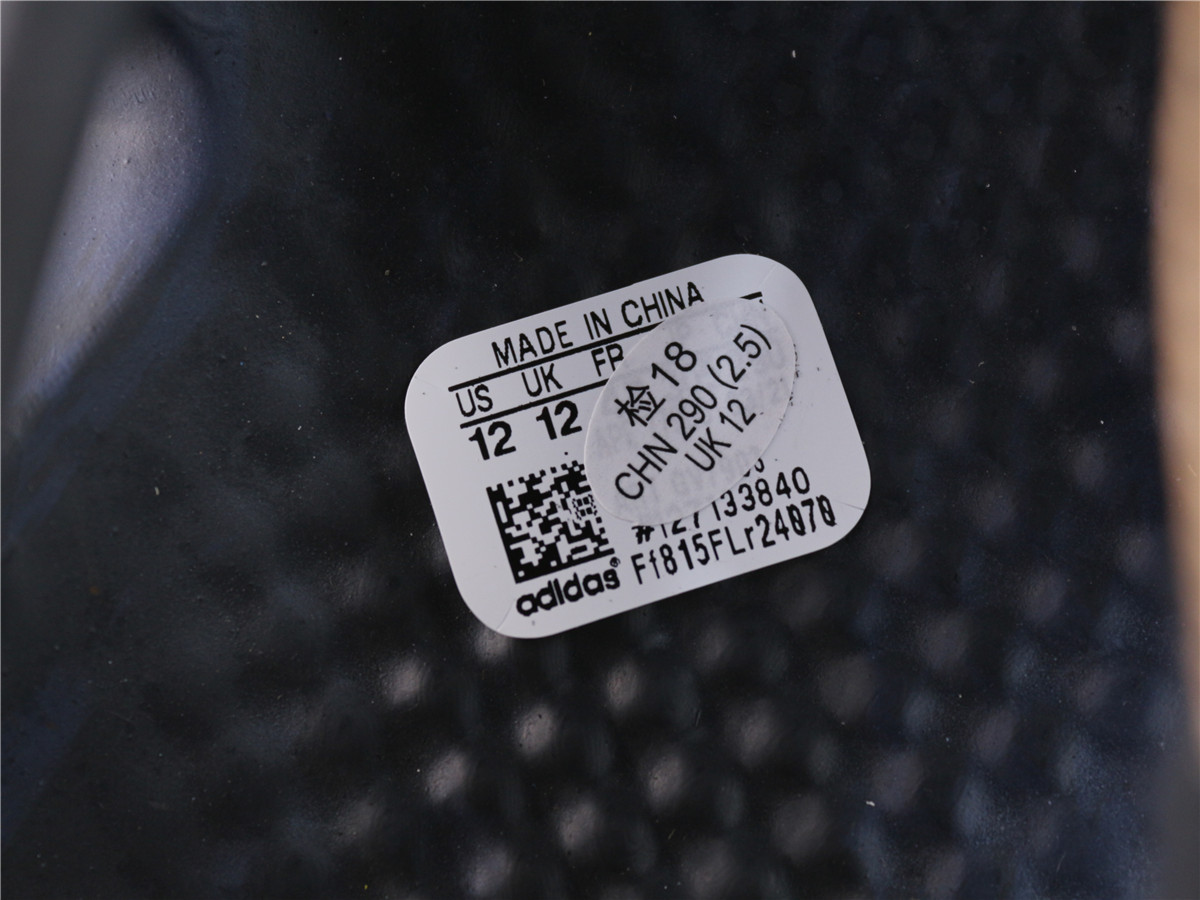 MADE IN CHINA
US UK FR
12 12
检18
CHN 290 (2.5)
UK 12
#127133840
Ff815FLr24070
adidas®